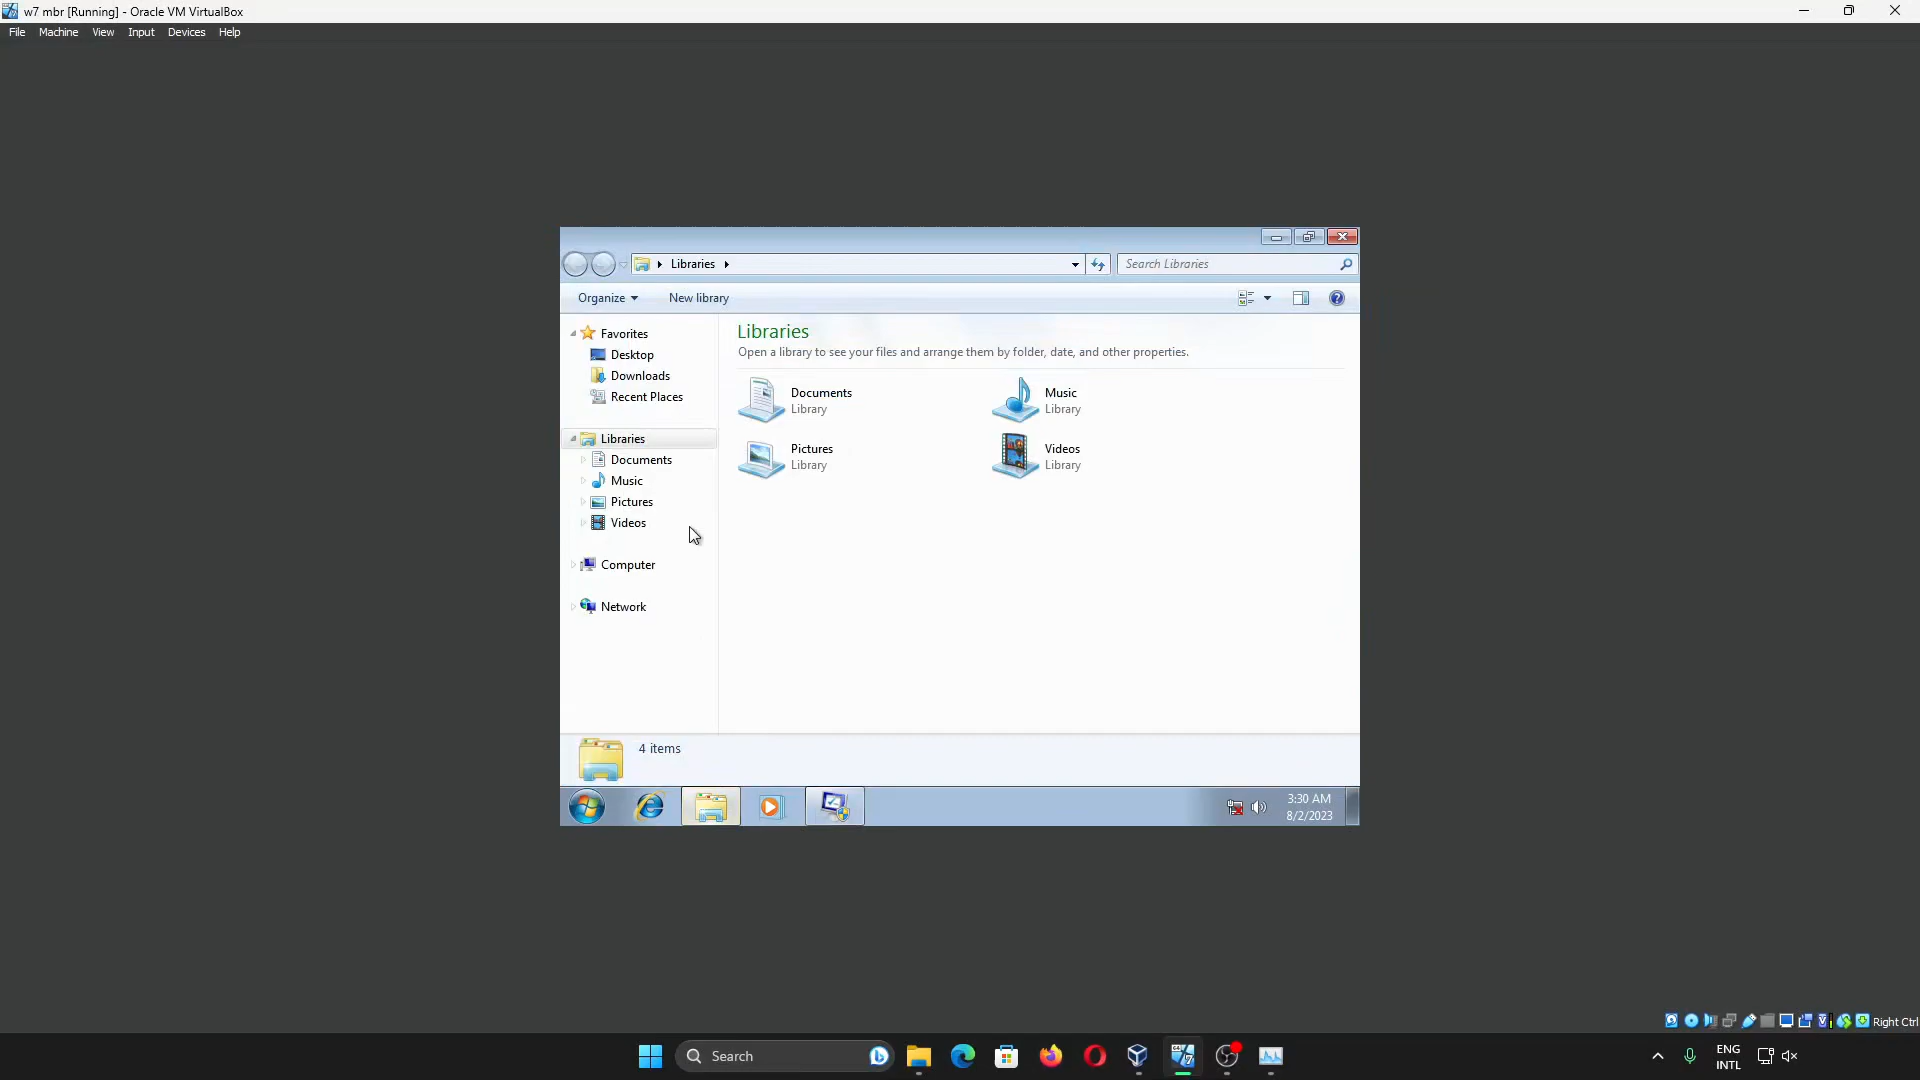 w7 mbr [Running] - Oracle VM VirtualBox
File Machine View Input Devices Help
Libraries
Search Libraries
Organize New library
Favorites
Desktop
Downloads
Recent Places
Libraries
Documents
Music
Pictures
Videos
Computer
Network
Libraries
Open a library to see your files and arrange them by folder, date, and other properties.
Documents
Library
Music
Library
Pictures
Library
Videos
Library
4 items
3:30 AM
8/2/2023
Right Ctrl
Search
ENG
INTL